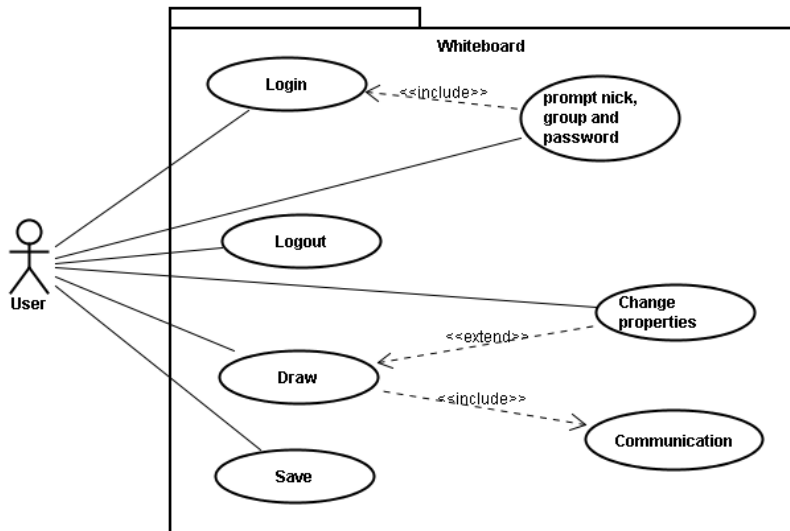 Whiteboard
Login
<<include>>
prompt nick,
group and
password
Logout
User
Change
properties
<<extend>>
Draw
<<include>>
Communication
Save